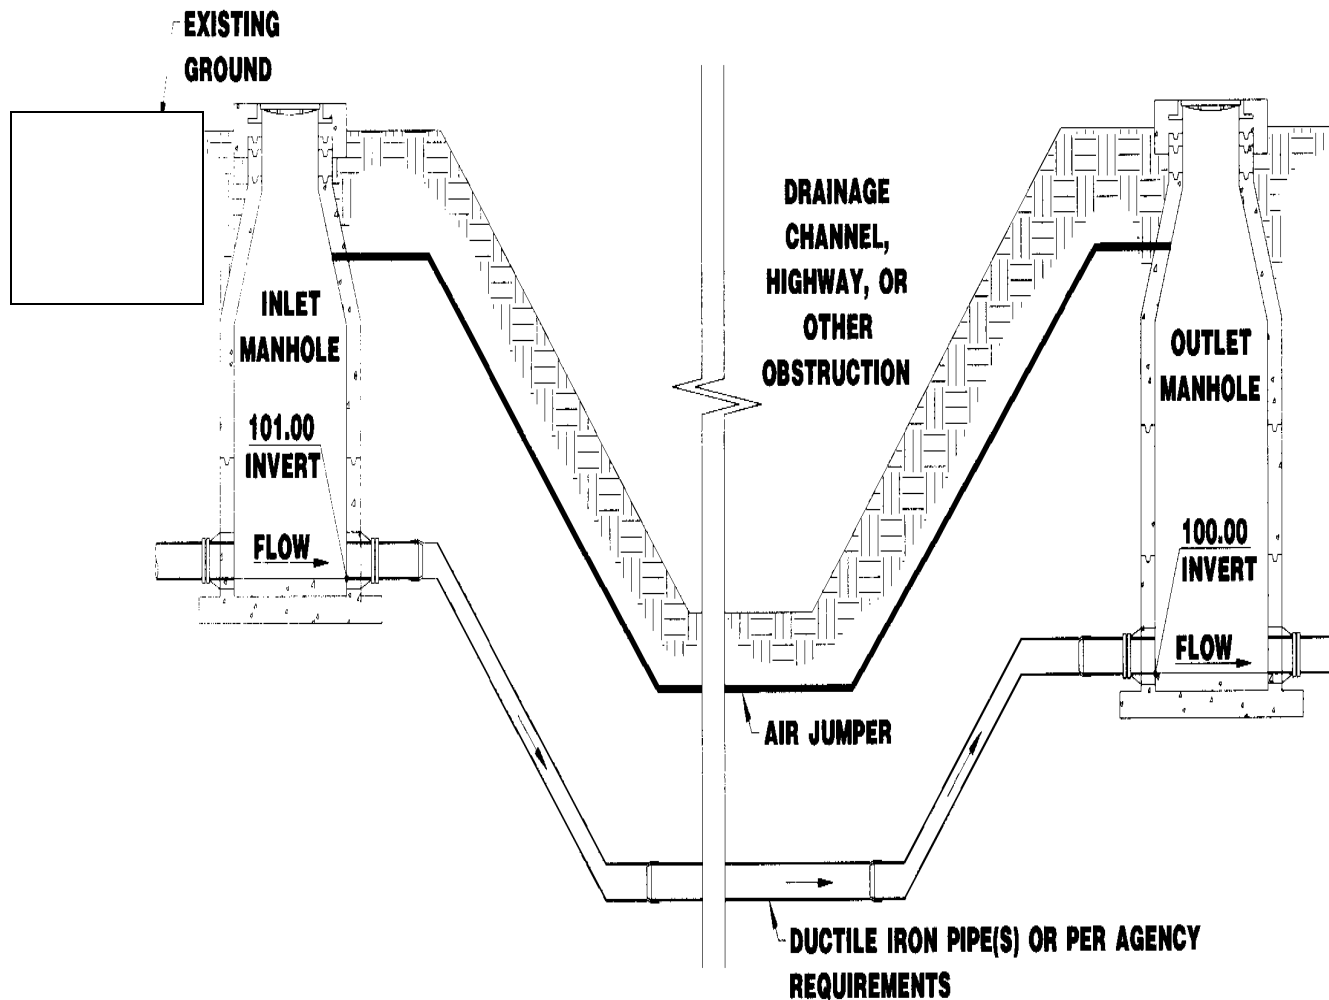 EXISTING
GROUND
DRAINAGE
CHANNEL,
HIGHWAY, OR
OTHER
OBSTRUCTION
INLET
MANHOLE
OUTLET
MANHOLE
101.00
INVERT
FLOW
100.00
INVERT
FLOW
AIR JUMPER
DUCTILE IRON PIPE(S) OR PER AGENCY
REQUIREMENTS